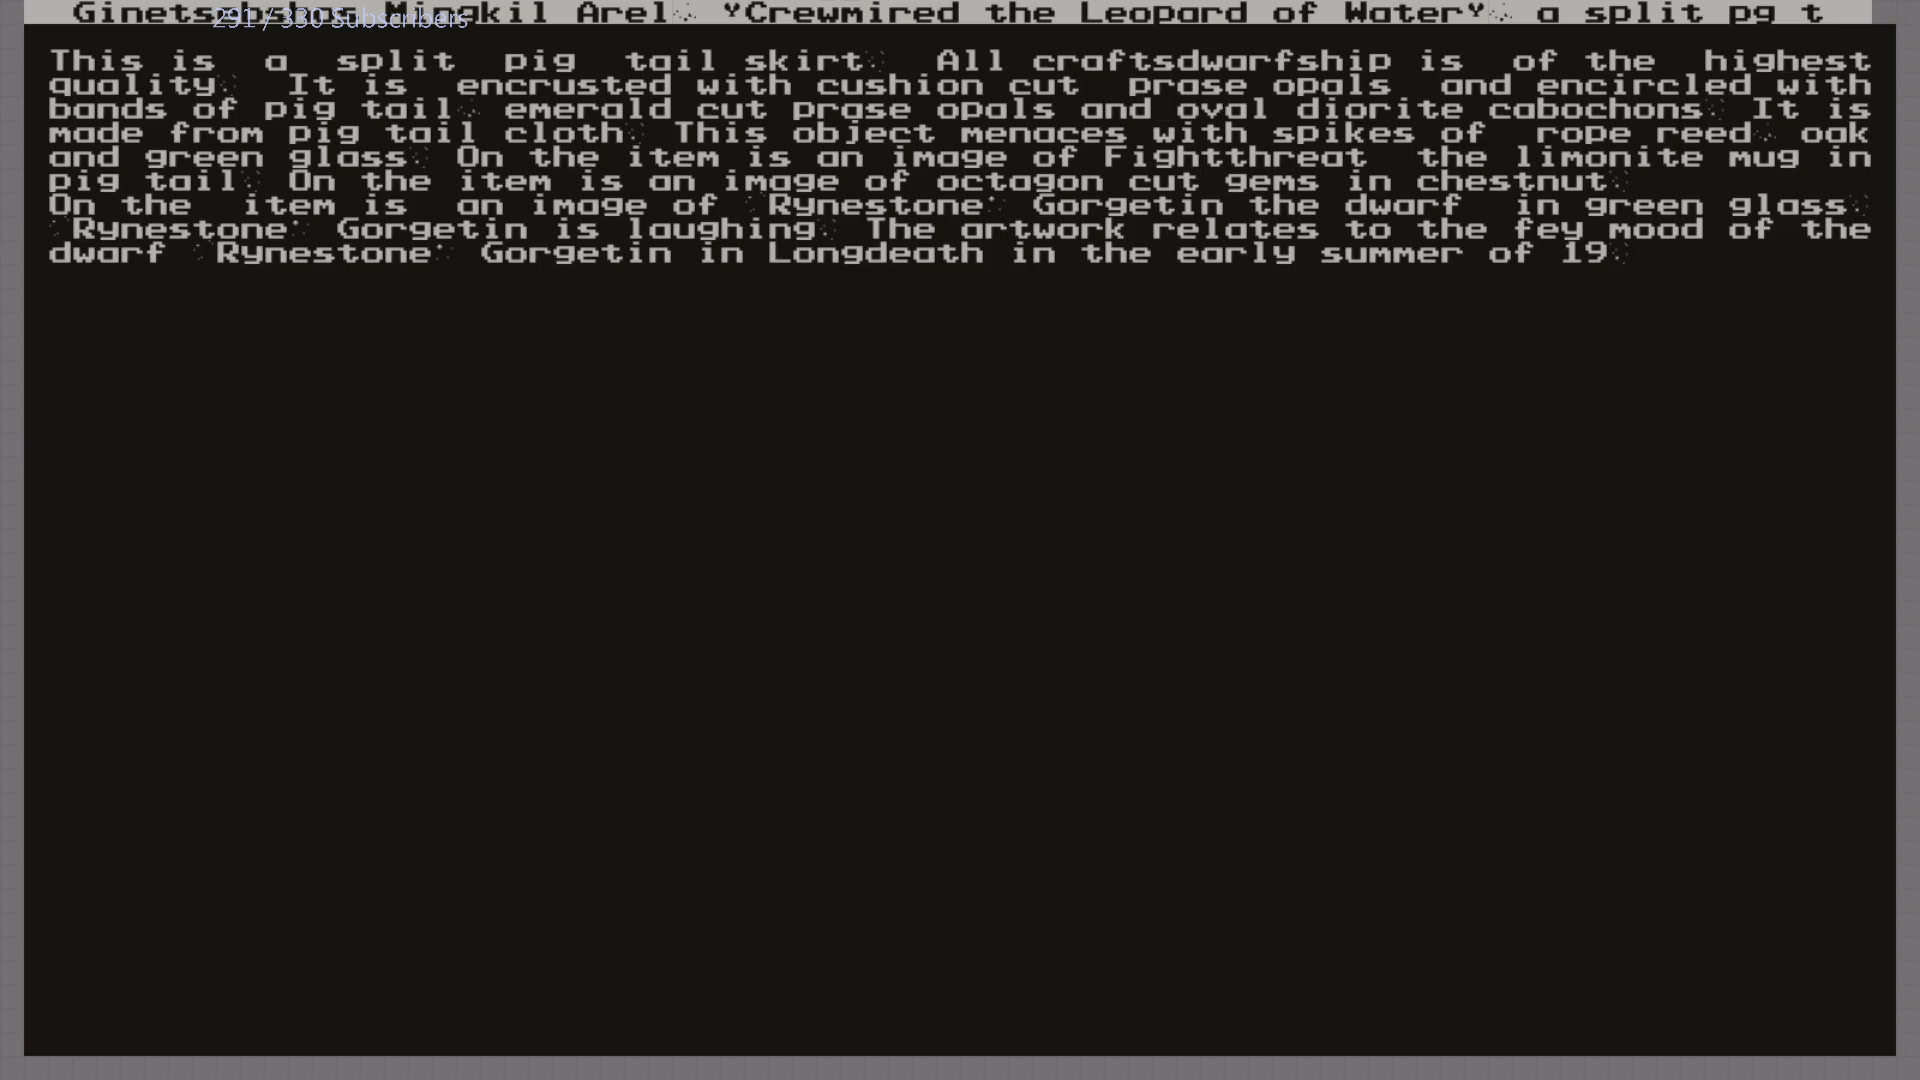 Mingkil Arel. "Crewmired the Leopard of Water", a split pg t
291 / 330 Subscribers
This is a split pig tail skirt. All craftsdwarfship is of the highest
quality. It is encrusted with cushion cut prase opals and encircled with
bands of pig tail, emerald cut prase opals and oval diorite cabochons. It is
made from pig tail cloth. This object menaces with spikes of rope reed, oak
and green glass. On the item is an image of Fightthreat the limonite mug in
pig tail. On the item is an image of octagon cut gems in chestnut.
On the item is an image of `Rynestone' Gorgetin the dwarf in green glass.
`Rynestone' Gorgetin is laughing. The artwork relates to the fey mood of the
dwarf `Rynestone' Gorgetin in Longdeath in the early summer of 19.